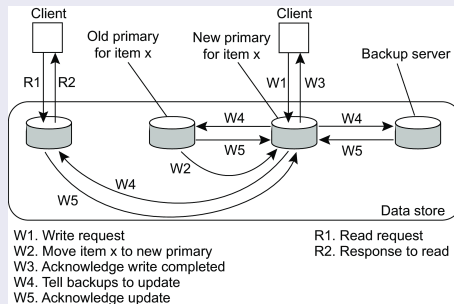 Client
Client
Old primary
for item x
New primary
for item x
Backup server
R1
R2
W1
W3
W4
W4
W5
W5
W2
W4
W5
Data store
W1. Write request
W2. Move item x to new primary
W3. Acknowledge write completed
W4. Tell backups to update
W5. Acknowledge update
R1. Read request
R2. Response to read